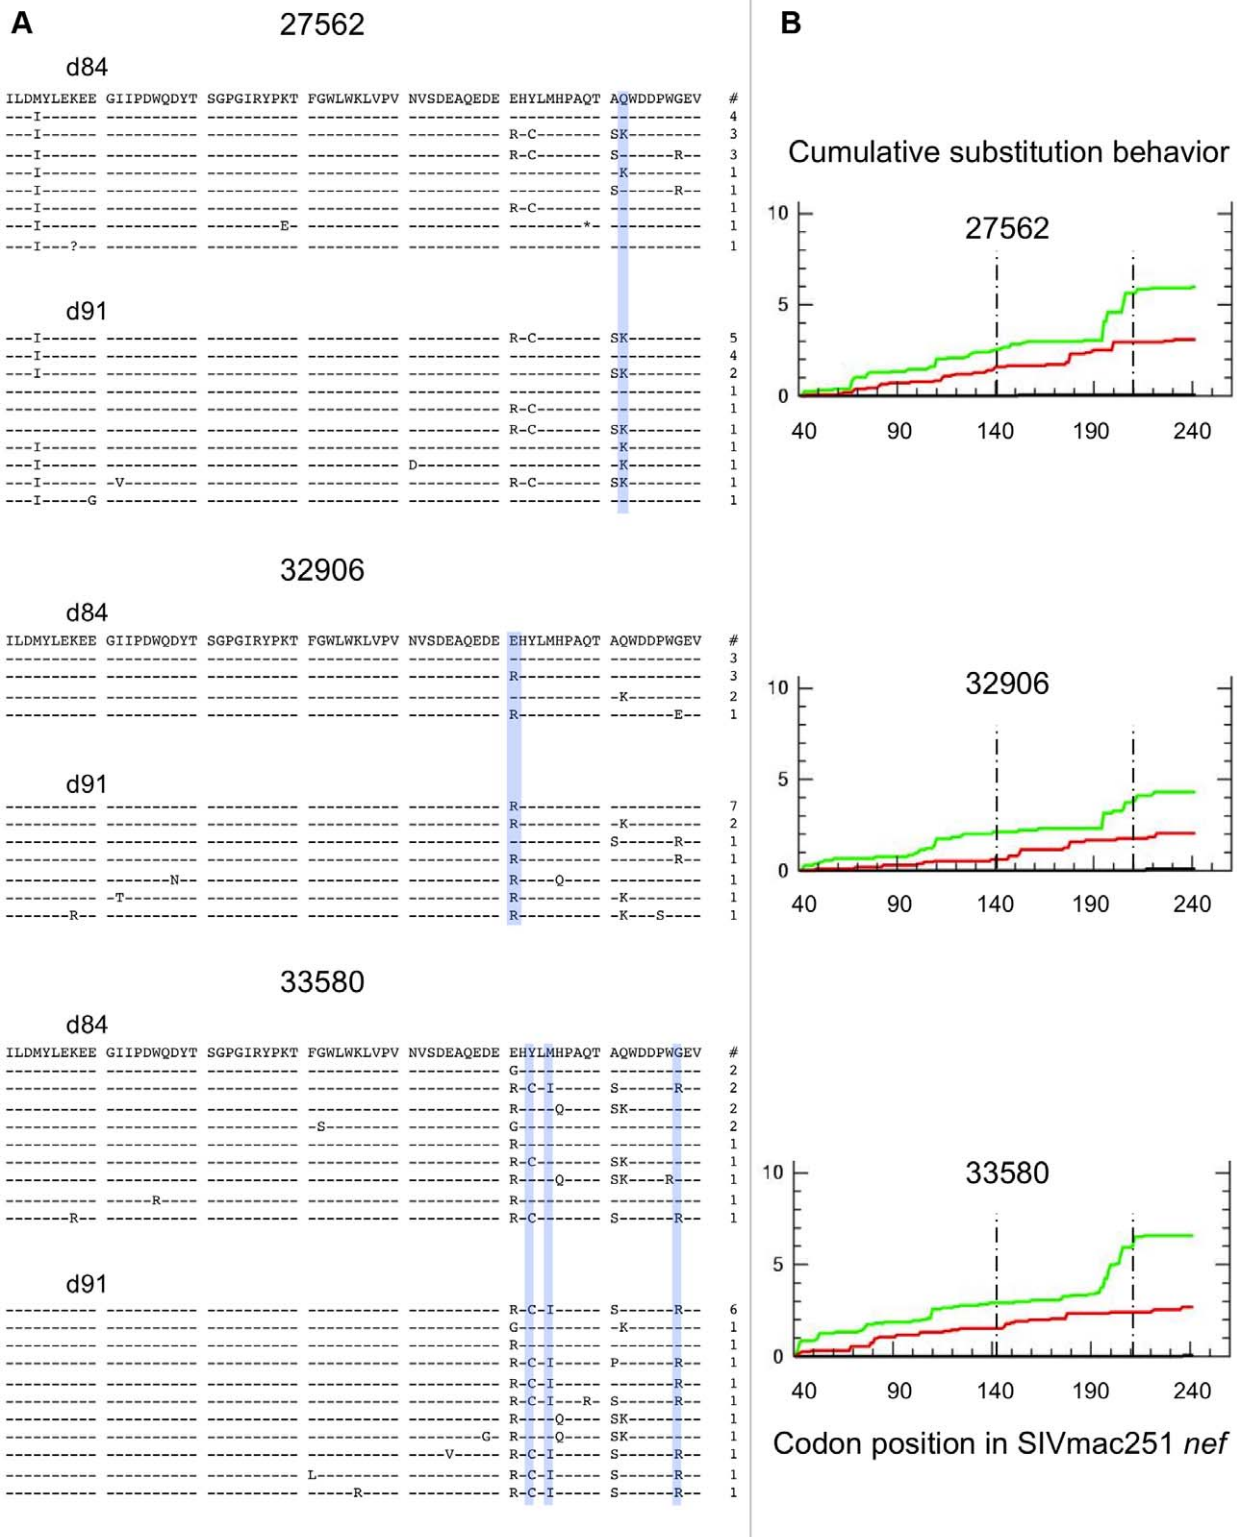 A
27562
d84
ILDMYLEKEE GIIPDWQDYT SGPGIRYPKT FGWLWKLVPV NVSDEAQEDE EHYLMHPAQT AQWDDPWGEV #
---I------ ---------- ---------- ---------- ---------- ---------- ---------- 4
---I------ ---------- ---------- ---------- ---------- R-C------- SK-------- 3
---I------ ---------- ---------- ---------- ---------- R-C------- S------R-- 3
---I------ ---------- ---------- ---------- ---------- ---------- -K-------- 1
---I------ ---------- ---------- ---------- ---------- ---------- S------R-- 1
---I------ ---------- ---------- ---------- ---------- R-C------- ---------- 1
---I------ ---------- --------E- ---------- ---------- --------*- ---------- 1
---I---?-- ---------- ---------- ---------- ---------- ---------- ---------- 1
d91
---I------ ---------- ---------- ---------- ---------- R-C------- SK-------- 5
---I------ ---------- ---------- ---------- ---------- ---------- ---------- 4
---I------ ---------- ---------- ---------- ---------- ---------- SK-------- 2
---------- ---------- ---------- ---------- ---------- ---------- ---------- 1
---------- ---------- ---------- ---------- ---------- R-C------- ---------- 1
---------- ---------- ---------- ---------- ---------- R-C------- SK-------- 1
---I------ ---------- ---------- ---------- ---------- ---------- -K-------- 1
---I------ ---------- ---------- ---------- D--------- ---------- -K-------- 1
---I------ -V-------- ---------- ---------- ---------- R-C------- SK-------- 1
---I-----G ---------- ---------- ---------- ---------- ---------- ---------- 1
32906
d84
ILDMYLEKEE GIIPDWQDYT SGPGIRYPKT FGWLWKLVPV NVSDEAQEDE EHYLMHPAQT AQWDDPWGEV #
---------- ---------- ---------- ---------- ---------- ---------- ---------- 3
---------- ---------- ---------- ---------- ---------- R--------- ---------- 3
---------- ---------- ---------- ---------- ---------- ---------- -K-------- 2
---------- ---------- ---------- ---------- ---------- R--------- -------E-- 1
d91
---------- ---------- ---------- ---------- ---------- R--------- ---------- 7
---------- ---------- ---------- ---------- ---------- R--------- -K-------- 2
---------- ---------- ---------- ---------- ---------- ---------- S------R-- 1
---------- ---------- ---------- ---------- ---------- R--------- -------R-- 1
---------- -------N-- ---------- ---------- ---------- R----Q---- ---------- 1
---------- -T-------- ---------- ---------- ---------- R--------- -K-------- 1
-------R-- ---------- ---------- ---------- ---------- R--------- -K---S---- 1
33580
d84
ILDMYLEKEE GIIPDWQDYT SGPGIRYPKT FGWLWKLVPV NVSDEAQEDE EHYLMHPAQT AQWDDPWGEV #
---------- ---------- ---------- ---------- ---------- G--------- ---------- 2
---------- ---------- ---------- ---------- ---------- R-C-I----- S------R-- 2
---------- ---------- ---------- ---------- ---------- R----Q---- SK-------- 2
---------- ---------- ---------- -S-------- ---------- G--------- ---------- 2
---------- ---------- ---------- ---------- ---------- R--------- ---------- 1
---------- ---------- ---------- ---------- ---------- R-C------- SK-------- 1
---------- ---------- ---------- ---------- ---------- R----Q---- SK----R--- 1
---------- -----R---- ---------- ---------- ---------- R--------- ---------- 1
-------R-- ---------- ---------- ---------- ---------- R-C------- S------R-- 1
d91
---------- ---------- ---------- ---------- ---------- R-C-I----- S------R-- 6
---------- ---------- ---------- ---------- ---------- G--------- -K-------- 1
---------- ---------- ---------- ---------- ---------- R--------- ---------- 1
---------- ---------- ---------- ---------- ---------- R-C-I----- P------R-- 1
---------- ---------- ---------- ---------- ---------- R-C-I----- -------R-- 1
---------- ---------- ---------- ---------- ---------- R-C-I---R- S------R-- 1
---------- ---------- ---------- ---------- ---------- R----Q---- SK-------- 1
---------- ---------- ---------- ---------- --------G- R----Q---- SK-------- 1
---------- ---------- ---------- ---------- ----V----- R-C-I----- S------R-- 1
---------- ---------- ---------- L--------- ---------- R-C-I----- S------R-- 1
---------- ---------- ---------- -----R---- ---------- R-C-I----- S------R-- 1
B
Cumulative substitution behavior
27562
10
5
0
40 90 140 190 240
32906
10
5
0
40 90 140 190 240
33580
10
5
0
40 90 140 190 240
Codon position in SIVmac251 nef